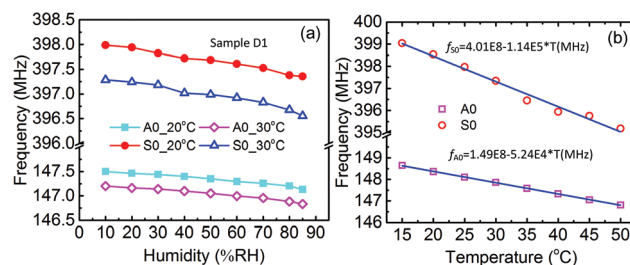 Sample D1
(a)
Frequency (MHz)
398.5
398.0
397.5
397.0
396.5
396.0
147.5
147.0
146.5
A0_20°C
A0_30°C
S0_20°C
S0_30°C
0 10 20 30 40 50 60 70 80 90
Humidity (%RH)
(b)
Frequency (MHz)
399
398
397
396
395
149
148
147
146
fS0=4.01E8-1.14E5*T(MHz)
A0
S0
fA0=1.49E8-5.24E4*T(MHz)
15 20 25 30 35 40 45 50
Temperature (°C)